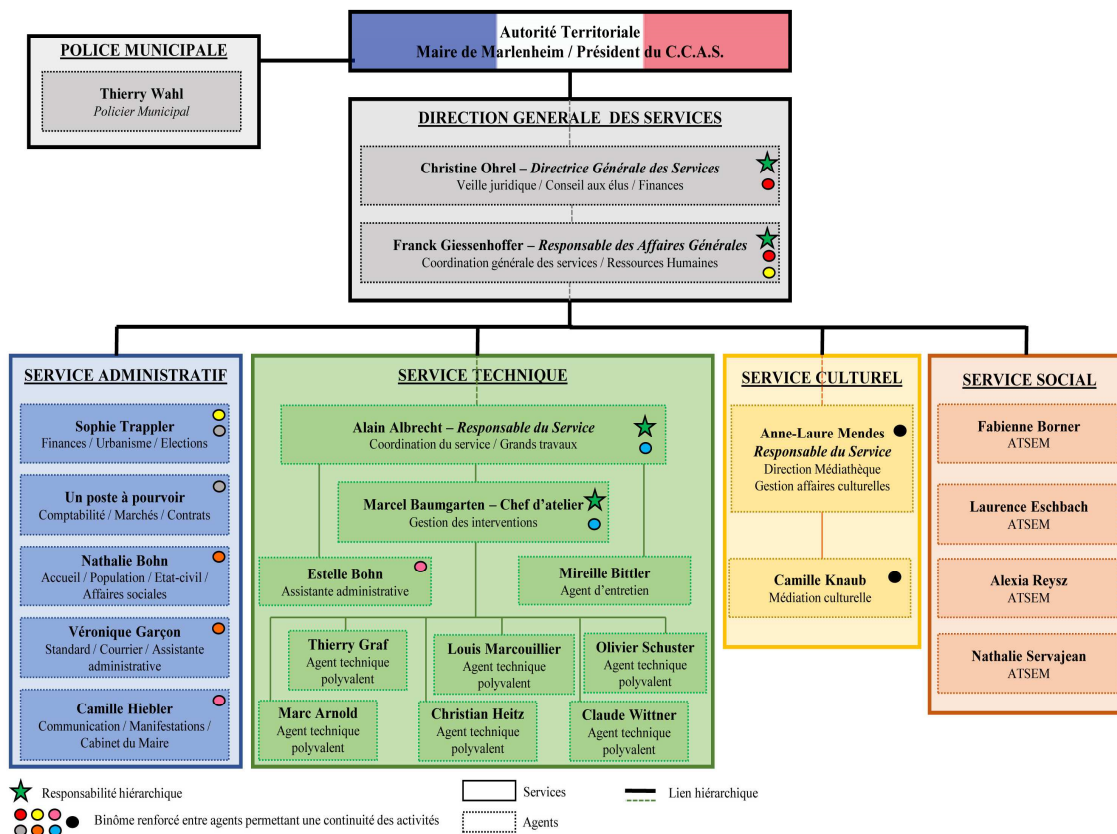 Autorité Territoriale
Maire de Marlenheim / Président du C.C.A.S.
POLICE MUNICIPALE
Thierry Wahl
Policier Municipal
DIRECTION GENERALE DES SERVICES
Christine Ohrel – Directrice Générale des Services
Veille juridique / Conseil aux élus / Finances
Franck Giessenhoffer – Responsable des Affaires Générales
Coordination générale des services / Ressources Humaines
SERVICE ADMINISTRATIF
Sophie Trappler
Finances / Urbanisme / Elections
Un poste à pourvoir
Comptabilité / Marchés / Contrats
Nathalie Bohn
Accueil / Population / Etat-civil /
Affaires sociales
Véronique Garçon
Standard / Courrier / Assistante
administrative
Camille Hiebler
Communication / Manifestations /
Cabinet du Maire
SERVICE TECHNIQUE
Alain Albrecht – Responsable du Service
Coordination du service / Grands travaux
Marcel Baumgarten – Chef d’atelier
Gestion des interventions
Estelle Bohn
Assistante administrative
Mireille Bittler
Agent d’entretien
Thierry Graf
Agent technique
polyvalent
Louis Marcouillier
Agent technique
polyvalent
Olivier Schuster
Agent technique
polyvalent
Marc Arnold
Agent technique
polyvalent
Christian Heitz
Agent technique
polyvalent
Claude Wittner
Agent technique
polyvalent
SERVICE CULTUREL
Anne-Laure Mendes
Responsable du Service
Direction Médiathèque
Gestion affaires culturelles
Camille Knaub
Médiation culturelle
SERVICE SOCIAL
Fabienne Borner
ATSEM
Laurence Eschbach
ATSEM
Alexia Reysz
ATSEM
Nathalie Servajean
ATSEM
Responsabilité hiérarchique
Binôme renforcé entre agents permettant une continuité des activités
Services
Agents
Lien hiérarchique